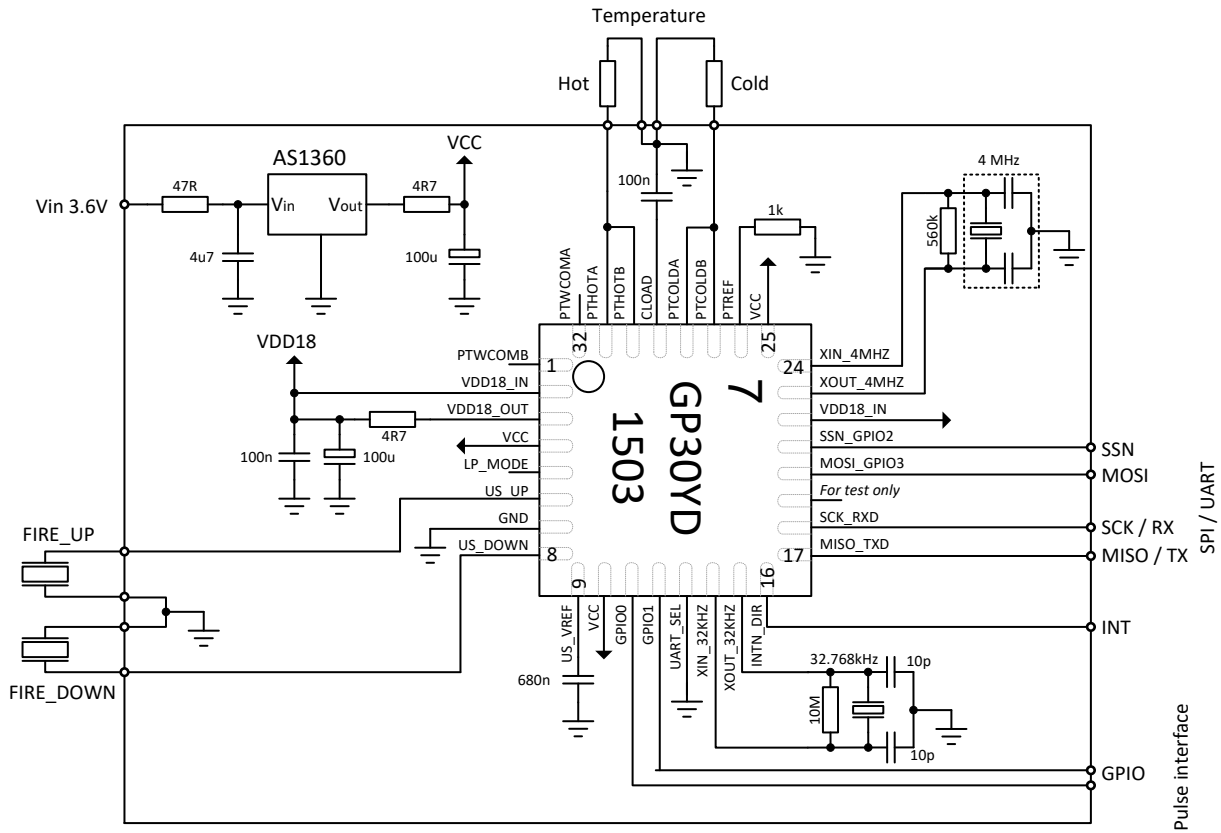 Temperature
Hot
Cold
AS1360
VCC
47R
4R7
Vin 3.6V
Vin
Vout
4u7
100u
100n
1k
4 MHz
560k
PTWCOMA
PTHOTA
PTHOTB
CLOAD
PTCOLDA
PTCOLDB
PTREF
VCC
32
25
VDD18
PTWCOMB
1
VDD18_IN
VDD18_OUT
4R7
100n
100u
VCC
LP_MODE
US_UP
GND
US_DOWN
8
7
GP30YD
1503
24
XIN_4MHZ
XOUT_4MHZ
VDD18_IN
SSN_GPIO2
MOSI_GPIO3
For test only
SCK_RXD
17
MISO_TXD
SSN
MOSI
SCK / RX
MISO / TX
SPI / UART
FIRE_UP
FIRE_DOWN
9
16
US_VREF
VCC
GPIO0
GPIO1
UART_SEL
XIN_32KHZ
XOUT_32KHZ
INTN_DIR
INT
680n
32.768kHz
10p
10M
10p
GPIO
Pulse interface